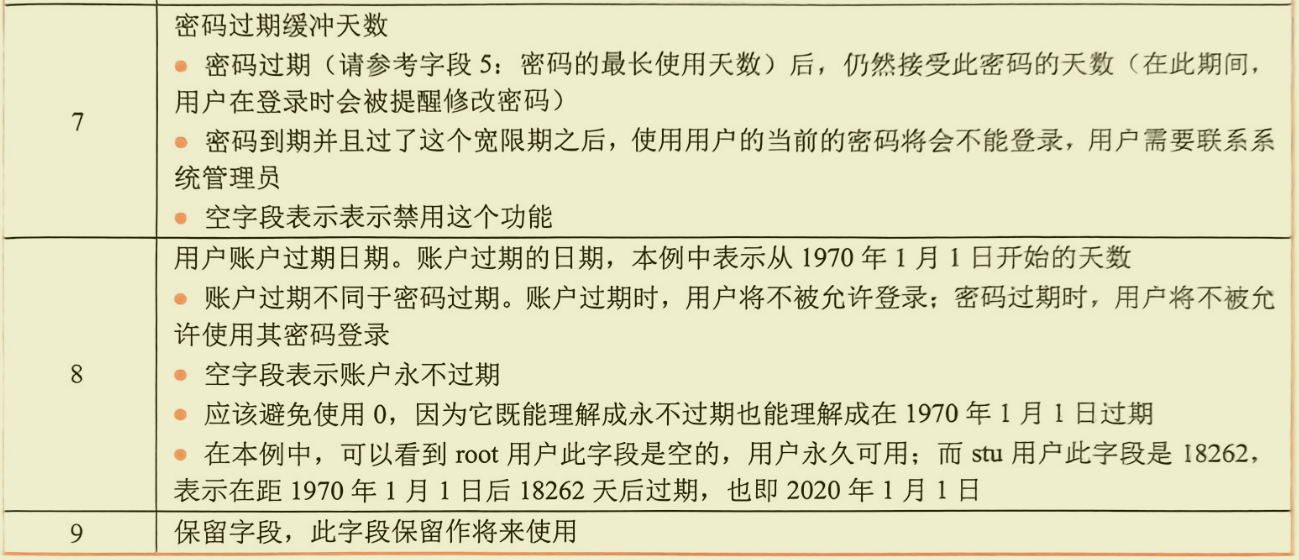 密码过期缓冲天数
● 密码过期（请参考字段 5：密码的最长使用天数）后，仍然接受此密码的天数（在此期间，
用户在登录时会被提醒修改密码）
7
● 密码到期并且过了这个宽限期之后，使用用户的当前的密码将会不能登录，用户需要联系系
统管理员
● 空字段表示表示禁用这个功能
用户账户过期日期。账户过期的日期，本例中表示从 1970 年 1 月 1 日开始的天数
● 账户过期不同于密码过期。账户过期时，用户将不被允许登录；密码过期时，用户将不被允
许使用其密码登录
8
● 空字段表示账户永不过期
● 应该避免使用 0，因为它既能理解成永不过期也能理解成在 1970 年 1 月 1 日过期
● 在本例中，可以看到 root 用户此字段是空的，用户永久可用；而 stu 用户此字段是 18262，
表示在距 1970 年 1 月 1 日后 18262 天后过期，也即 2020 年 1 月 1 日
9 保留字段，此字段保留作将来使用